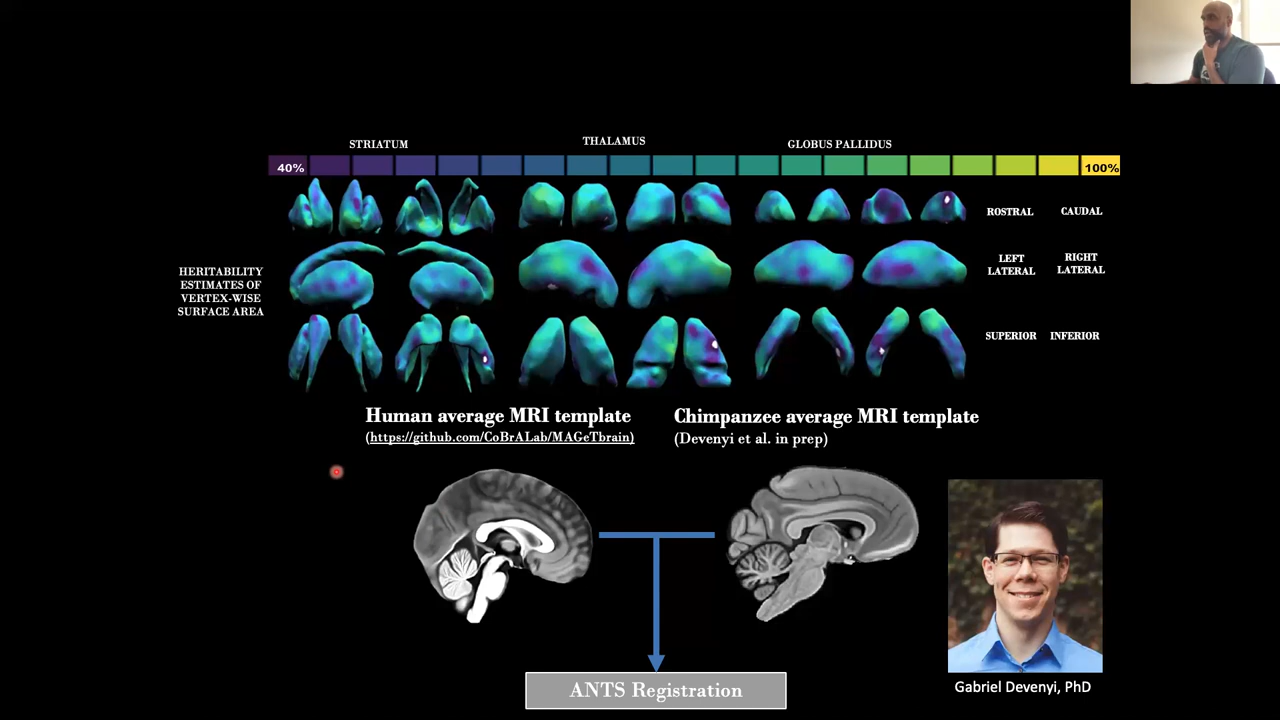 STRIATUM
THALAMUS
GLOBUS PALLIDUS
40%
100%
ROSTRAL
CAUDAL
HERITABILITY
ESTIMATES OF
VERTEX-WISE
SURFACE AREA
LEFT
LATERAL
RIGHT
LATERAL
SUPERIOR
INFERIOR
Human average MRI template
(https://github.com/CoBrALab/MAGeTbrain)
Chimpanzee average MRI template
(Devenyi et al. in prep)
Gabriel Devenyi, PhD
ANTS Registration